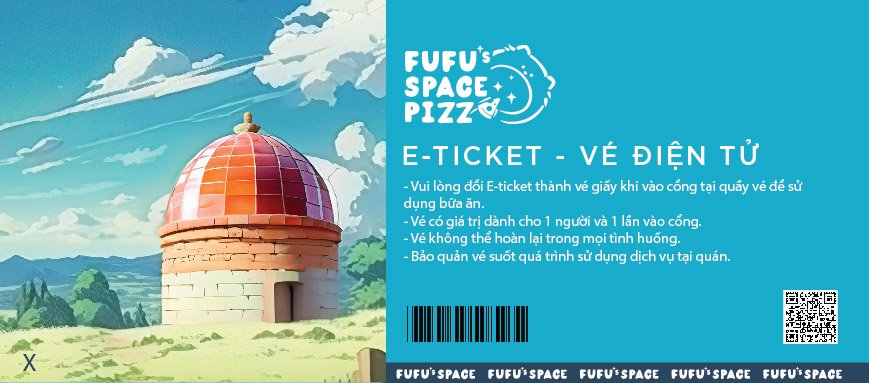 FUFU's
SPACE
PIZZ
E-TICKET - VÉ ĐIỆN TỬ
- Vui lòng đổi E-ticket thành vé giấy khi vào cổng tại quầy vé để sử
dụng bữa ăn.
- Vé có giá trị dành cho 1 người và 1 lần vào cổng.
- Vé không thể hoàn lại trong mọi tình huống.
- Bảo quản vé suốt quá trình sử dụng dịch vụ tại quán.
X
FUFU's SPACE FUFU's SPACE FUFU's SPACE FUFU's SPACE FUFU's SPACE